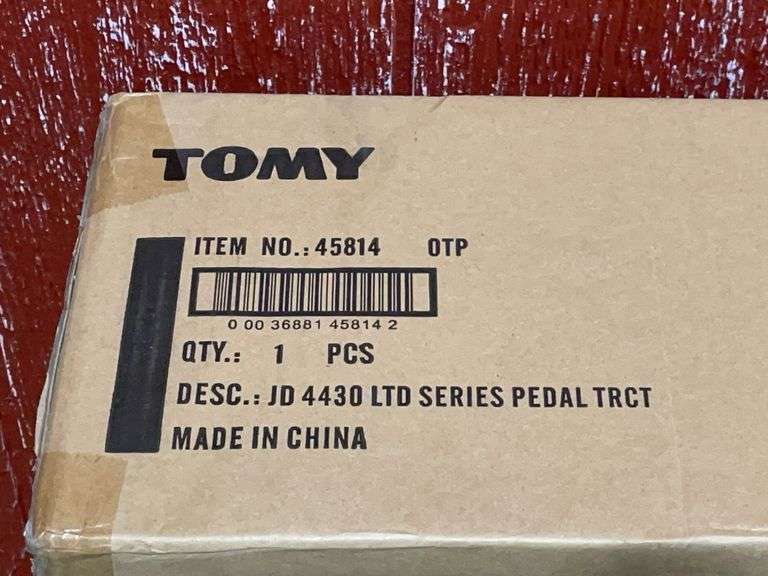 TOMY
ITEM NO.: 45814 OTP
0 00 36881 45814 2
QTY.: 1 PCS
DESC.: JD 4430 LTD SERIES PEDAL TRCT
MADE IN CHINA